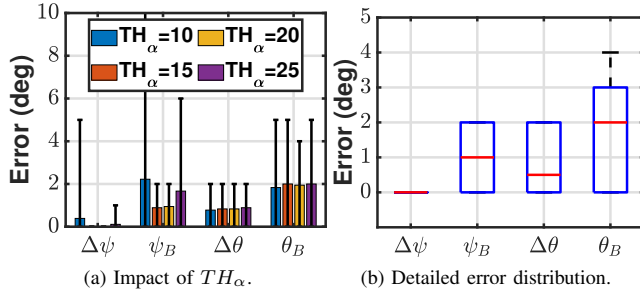 10
8
6
4
2
0
Error (deg)
TH_α=10 TH_α=20
TH_α=15 TH_α=25
Δψ ψ_B Δθ θ_B
(a) Impact of TH_α.
5
4
3
2
1
0
Error (deg)
Δψ ψ_B Δθ θ_B
(b) Detailed error distribution.